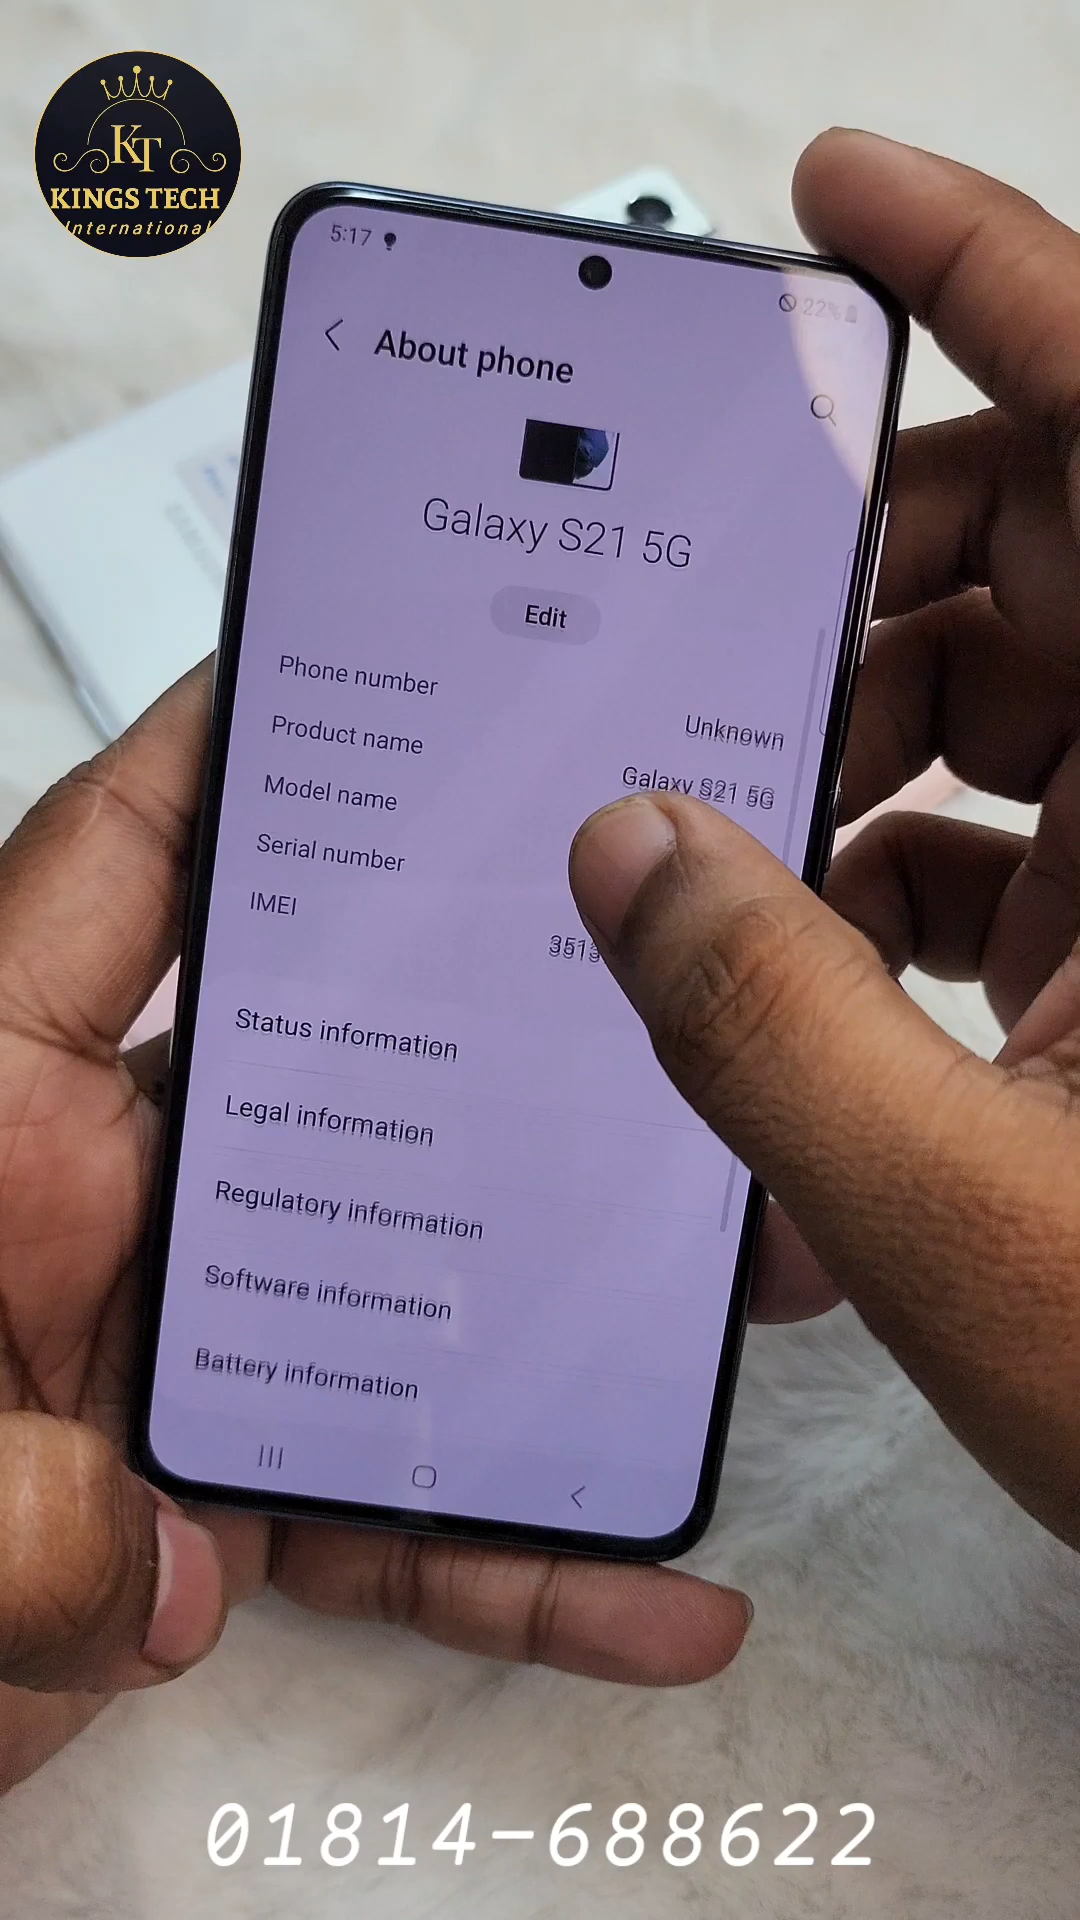 KT
KINGS TECH
International
5:17
22%
About phone
Galaxy S21 5G
Edit
Phone number
Unknown
Product name
Galaxy S21 5G
Model name
Serial number
IMEI
3513
Status information
Legal information
Regulatory information
Software information
Battery information
01814-688622